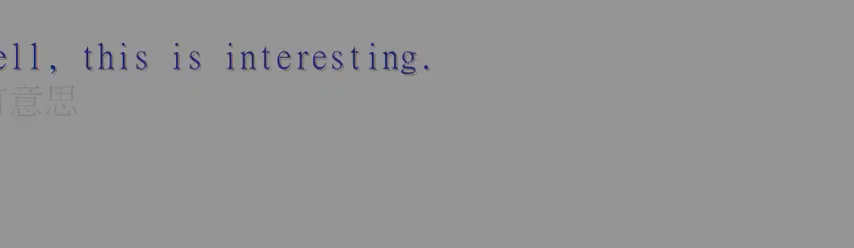 ell, this is interesting.
意思